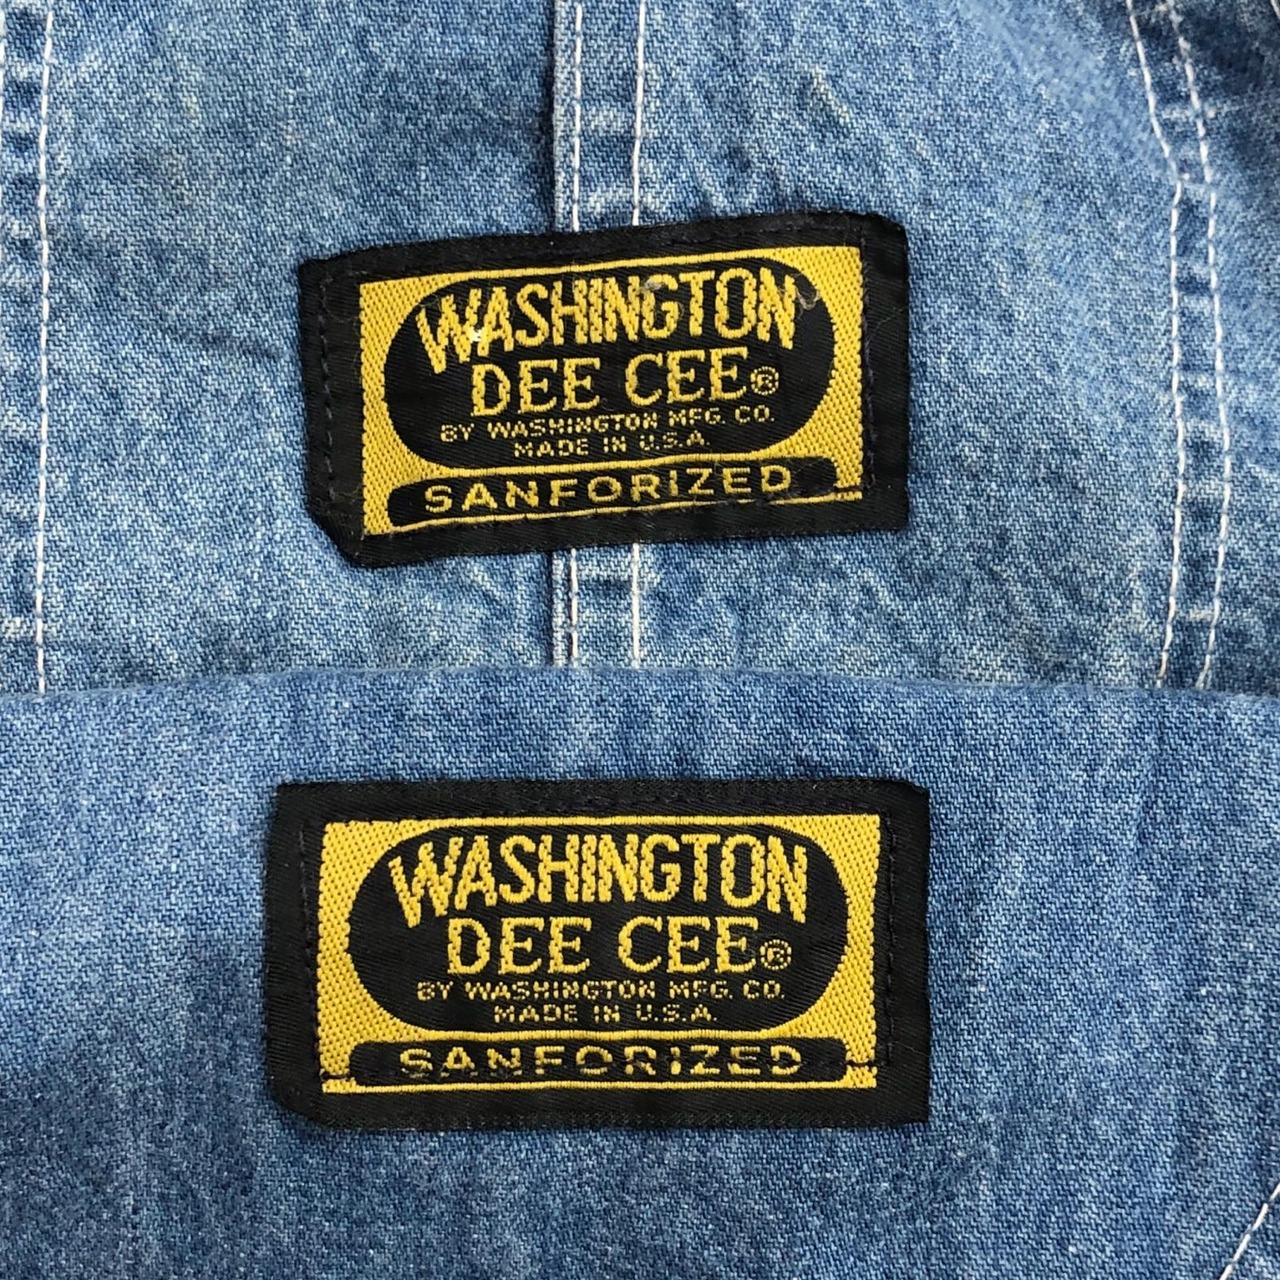 WASHINGTON
DEE CEE®
BY WASHINGTON MFG. CO.
MADE IN U.S.A.
SANFORIZED
WASHINGTON
DEE CEE®
BY WASHINGTON MFG. CO.
MADE IN U.S.A.
SANFORIZED